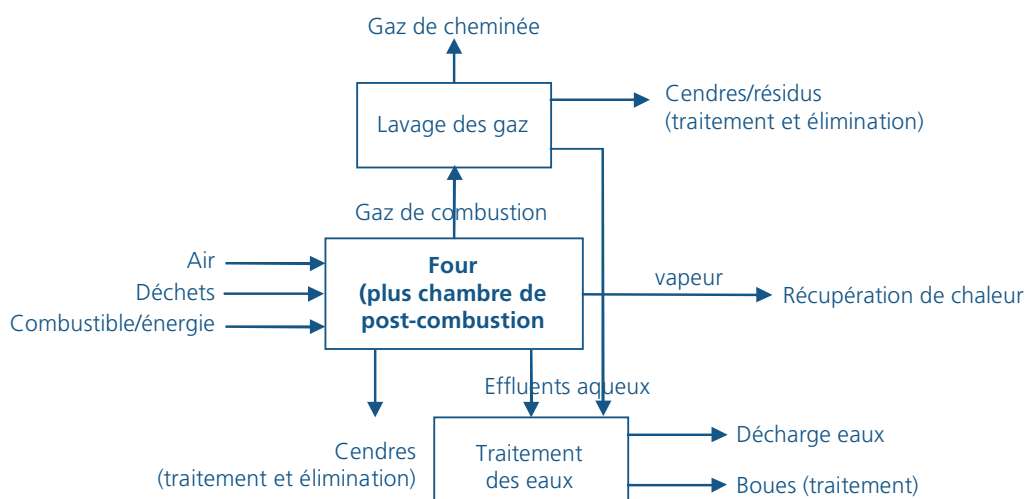 Gaz de cheminée
Lavage des gaz
Cendres/résidus
(traitement et élimination)
Gaz de combustion
Air
Déchets
Combustible/énergie
Four
(plus chambre de
post-combustion
vapeur
Récupération de chaleur
Effluents aqueux
Cendres
(traitement et élimination)
Traitement
des eaux
Décharge eaux
Boues (traitement)